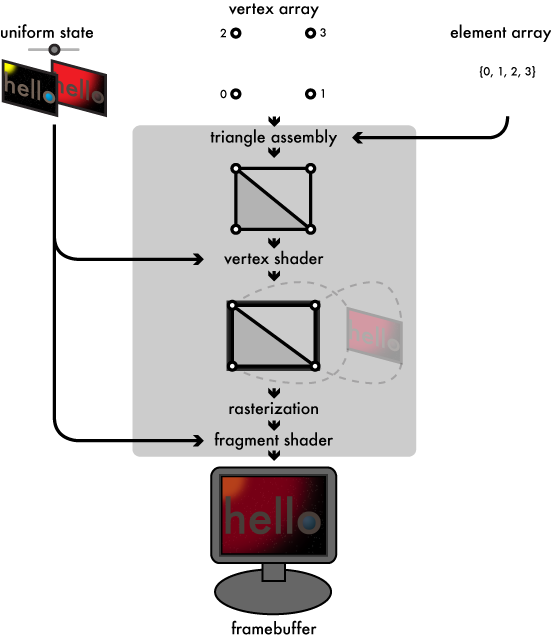 vertex array
uniform state
2
3
element array
{0, 1, 2, 3}
hello
hello
0
1
triangle assembly
vertex shader
hello
rasterization
fragment shader
hello
framebuffer